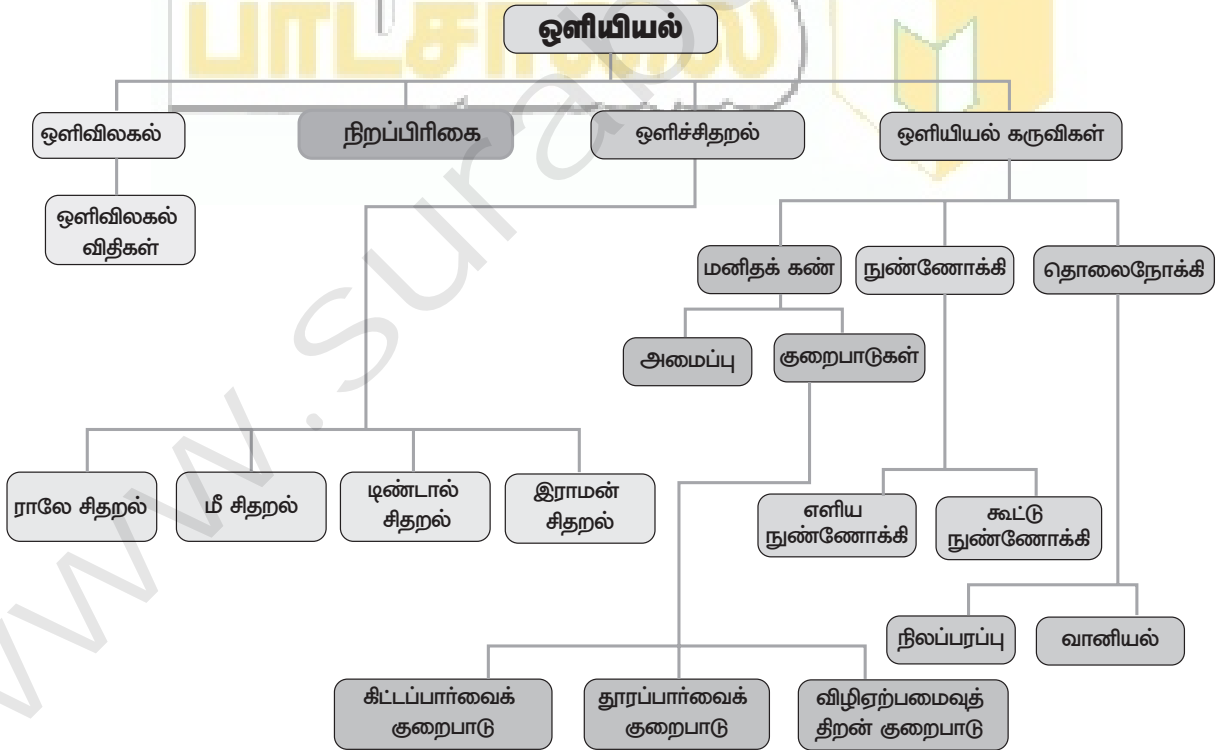 ஒளியியல்
ஒளிவிலகல்
நிறப்பிரிகை
ஒளிச்சிதறல்
ஒளியியல் கருவிகள்
ஒளிவிலகல்
விதிகள்
மனிதக் கண்
நுண்ணோக்கி
தொலைநோக்கி
அமைப்பு
குறைபாடுகள்
ராலே சிதறல்
மீ சிதறல்
டிண்டால்
சிதறல்
இராமன்
சிதறல்
எளிய
நுண்ணோக்கி
கூட்டு
நுண்ணோக்கி
நிலப்பரப்பு
வானியல்
கிட்டப்பார்வைக்
குறைபாடு
தூரப்பார்வைக்
குறைபாடு
விழிஏற்பமைவுத்
திறன் குறைபாடு